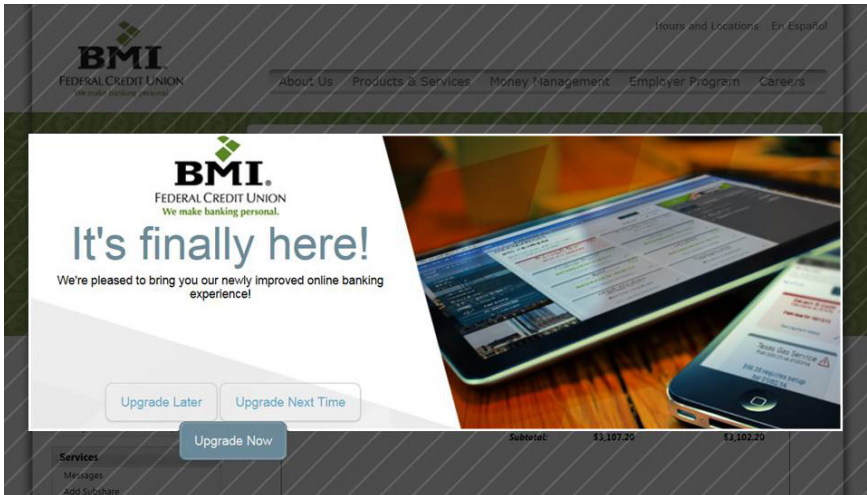 Hours and Locations En Español
BMI
FEDERAL CREDIT UNION
We make banking personal
About Us Products & Services Money Management Employer Program Careers
BMI®
FEDERAL CREDIT UNION
We make banking personal.
It's finally here!
We're pleased to bring you our newly improved online banking
experience!
Texas Gas Service
Upgrade Later Upgrade Next Time
Upgrade Now
Subtotal: $3,107.20 $3,102.20
Services
Messages
Add Subshare